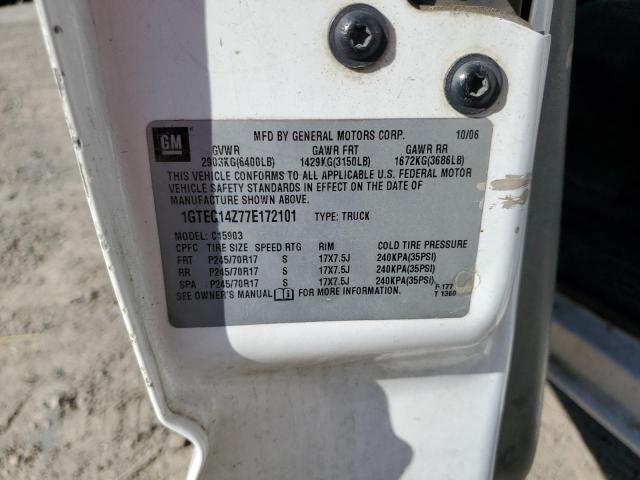 MFD BY GENERAL MOTORS CORP. 10/06
GM
GVWR GAWR FRT GAWR RR
2903KG(6400LB) 1429KG(3150LB) 1672KG(3686LB)
THIS VEHICLE CONFORMS TO ALL APPLICABLE U.S. FEDERAL MOTOR
VEHICLE SAFETY STANDARDS IN EFFECT ON THE DATE OF
MANUFACTURE SHOWN ABOVE.
1GTEC14Z77E172101 TYPE: TRUCK
MODEL: C15903
CPFC TIRE SIZE SPEED RTG RIM COLD TIRE PRESSURE
FRT P245/70R17 S 17X7.5J 240KPA(35PSI)
RR P245/70R17 S 17X7.5J 240KPA(35PSI)
SPA P245/70R17 S 17X7.5J 240KPA(35PSI)
SEE OWNER'S MANUAL FOR MORE INFORMATION.
F 177
T 1360